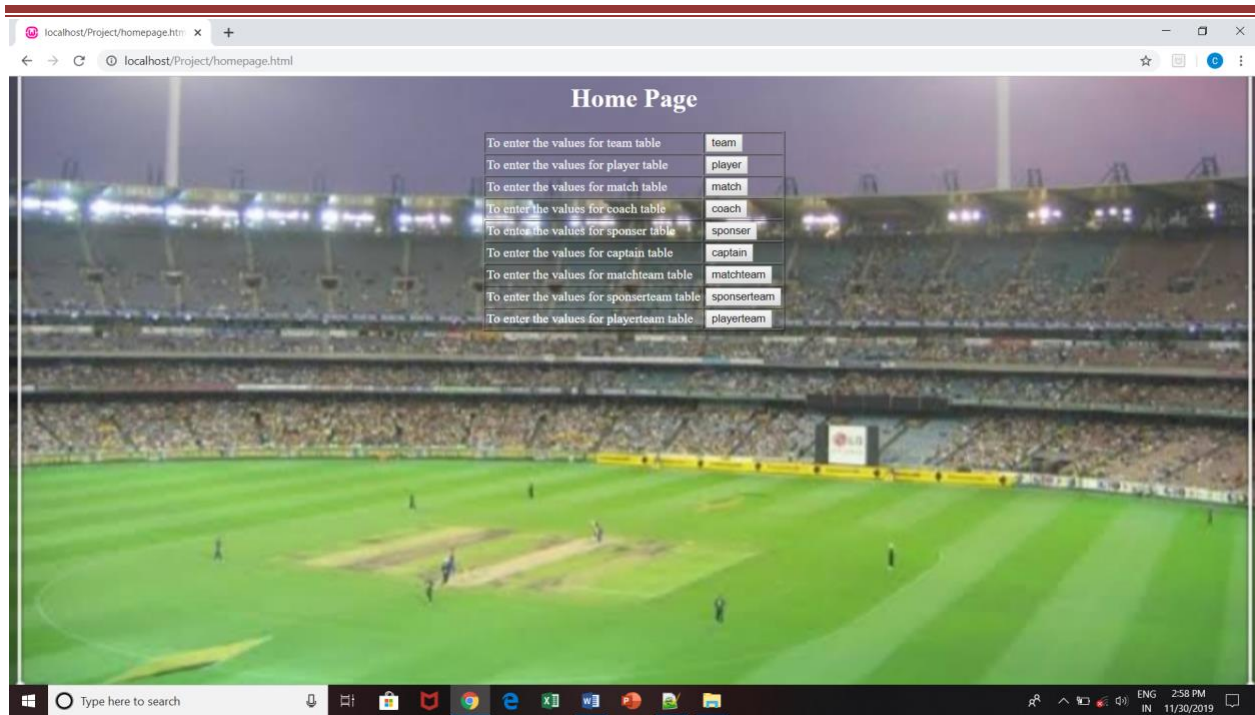 localhost/Project/homepage.htm
localhost/Project/homepage.html
C
Home Page
To enter the values for team table team
To enter the values for player table player
To enter the values for match table match
To enter the values for coach table coach
To enter the values for sponser table sponser
To enter the values for captain table captain
To enter the values for matchteam table matchteam
To enter the values for sponserteam table sponserteam
To enter the values for playerteam table playerteam
LG
Type here to search
ENG 2:58 PM
IN 11/30/2019